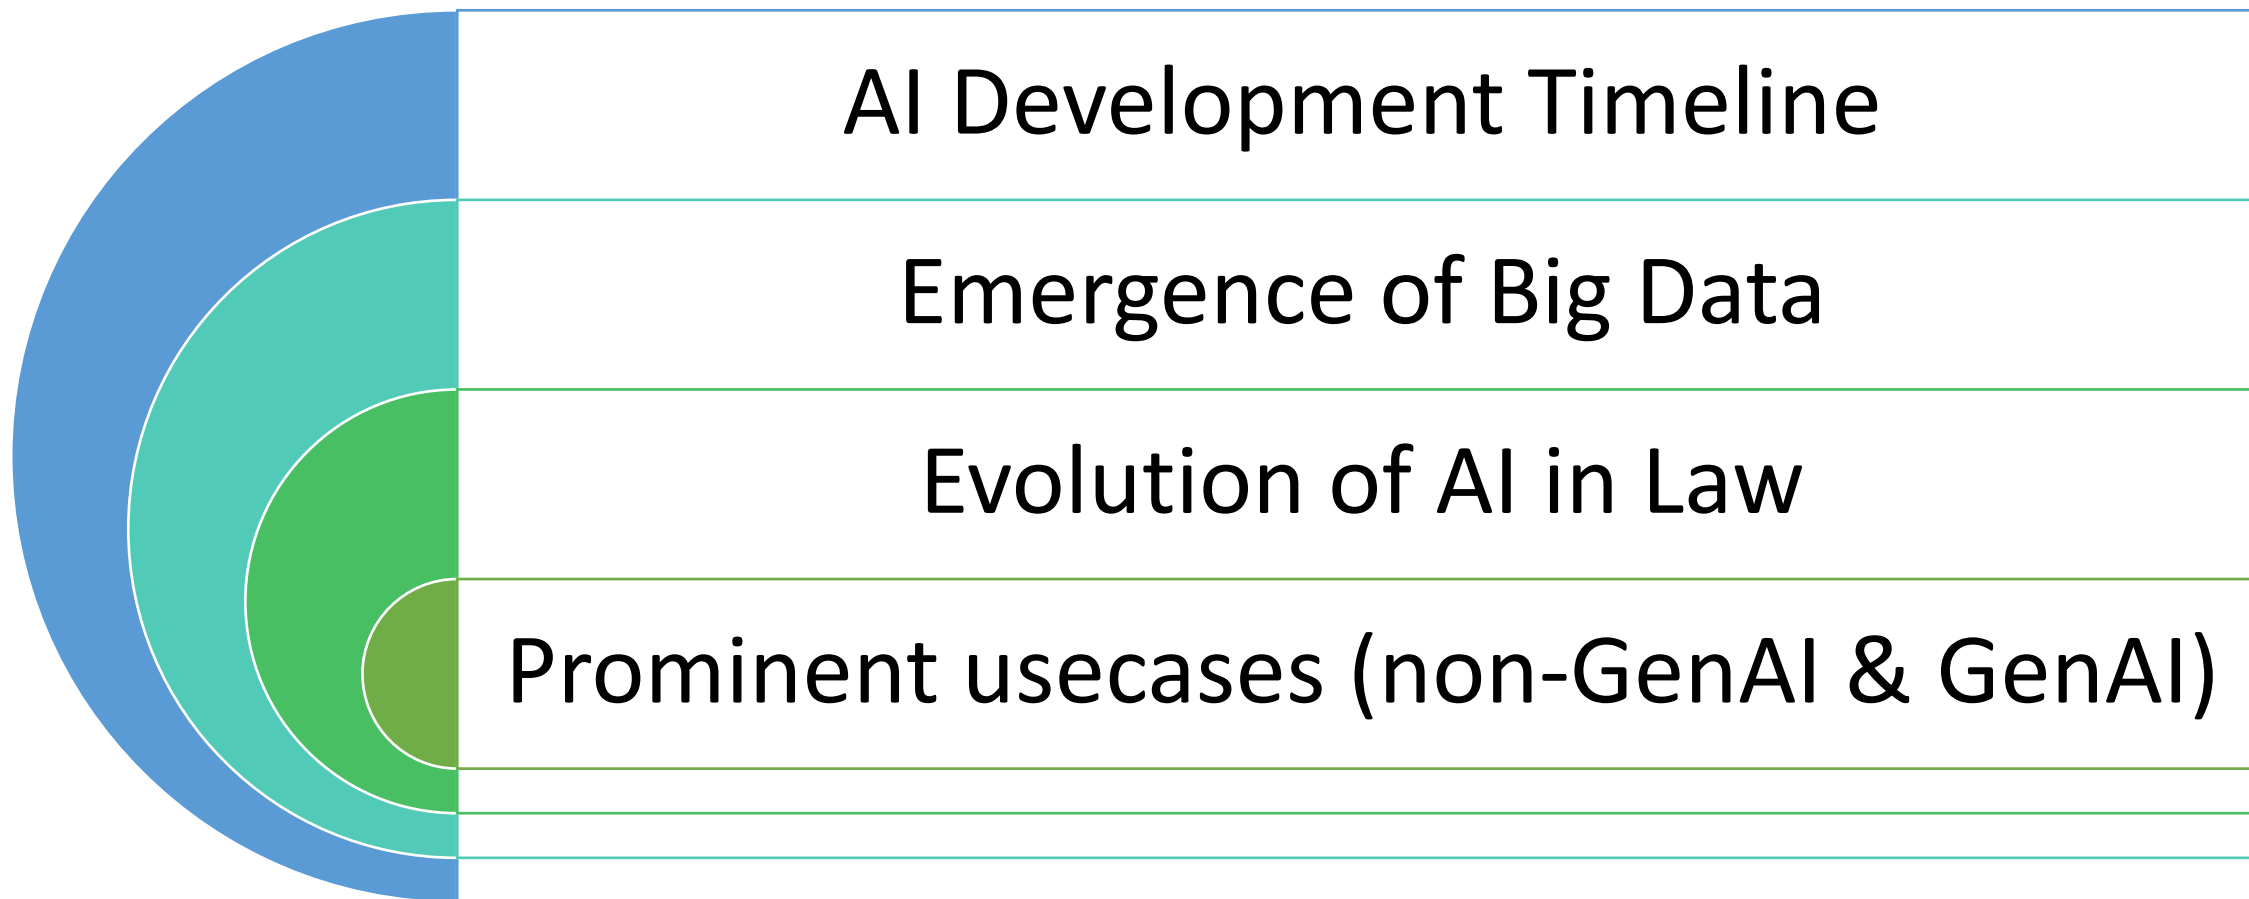 AI Development Timeline
Emergence of Big Data
Evolution of AI in Law
Prominent usecases (non-GenAI & GenAI)